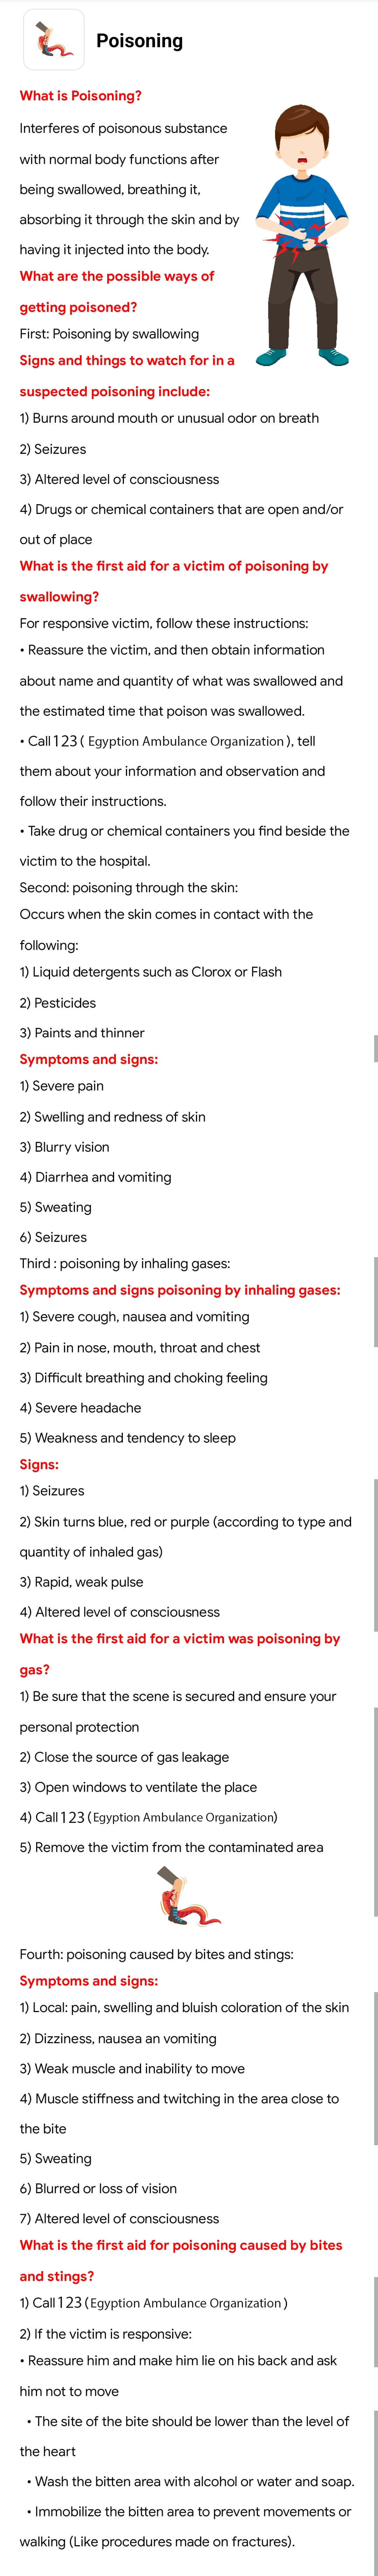 Poisoning
What is Poisoning?
Interferes of poisonous substance
with normal body functions after
being swallowed, breathing it,
absorbing it through the skin and by
having it injected into the body.
What are the possible ways of
getting poisoned?
First: Poisoning by swallowing
Signs and things to watch for in a
suspected poisoning include:
1) Burns around mouth or unusual odor on breath
2) Seizures
3) Altered level of consciousness
4) Drugs or chemical containers that are open and/or
out of place
What is the first aid for a victim of poisoning by
swallowing?
For responsive victim, follow these instructions:
• Reassure the victim, and then obtain information
about name and quantity of what was swallowed and
the estimated time that poison was swallowed.
• Call 123 ( Egyption Ambulance Organization ), tell
them about your information and observation and
follow their instructions.
• Take drug or chemical containers you find beside the
victim to the hospital.
Second: poisoning through the skin:
Occurs when the skin comes in contact with the
following:
1) Liquid detergents such as Clorox or Flash
2) Pesticides
3) Paints and thinner
Symptoms and signs:
1) Severe pain
2) Swelling and redness of skin
3) Blurry vision
4) Diarrhea and vomiting
5) Sweating
6) Seizures
Third : poisoning by inhaling gases:
Symptoms and signs poisoning by inhaling gases:
1) Severe cough, nausea and vomiting
2) Pain in nose, mouth, throat and chest
3) Difficult breathing and choking feeling
4) Severe headache
5) Weakness and tendency to sleep
Signs:
1) Seizures
2) Skin turns blue, red or purple (according to type and
quantity of inhaled gas)
3) Rapid, weak pulse
4) Altered level of consciousness
What is the first aid for a victim was poisoning by
gas?
1) Be sure that the scene is secured and ensure your
personal protection
2) Close the source of gas leakage
3) Open windows to ventilate the place
4) Call 123 (Egyption Ambulance Organization)
5) Remove the victim from the contaminated area
Fourth: poisoning caused by bites and stings:
Symptoms and signs:
1) Local: pain, swelling and bluish coloration of the skin
2) Dizziness, nausea an vomiting
3) Weak muscle and inability to move
4) Muscle stiffness and twitching in the area close to
the bite
5) Sweating
6) Blurred or loss of vision
7) Altered level of consciousness
What is the first aid for poisoning caused by bites
and stings?
1) Call 123 (Egyption Ambulance Organization )
2) If the victim is responsive:
• Reassure him and make him lie on his back and ask
him not to move
• The site of the bite should be lower than the level of
the heart
• Wash the bitten area with alcohol or water and soap.
• Immobilize the bitten area to prevent movements or
walking (Like procedures made on fractures).